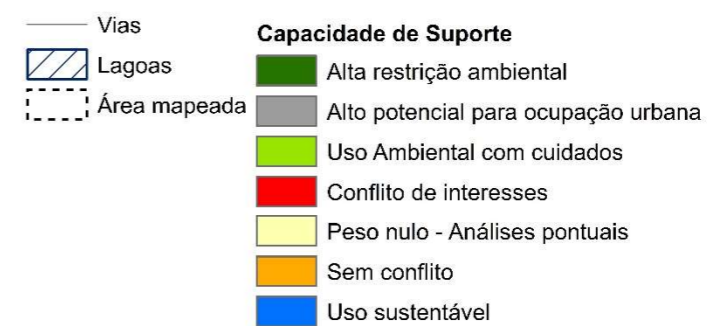 Vias
Lagoas
Área mapeada
Capacidade de Suporte
Alta restrição ambiental
Alto potencial para ocupação urbana
Uso Ambiental com cuidados
Conflito de interesses
Peso nulo - Análises pontuais
Sem conflito
Uso sustentável